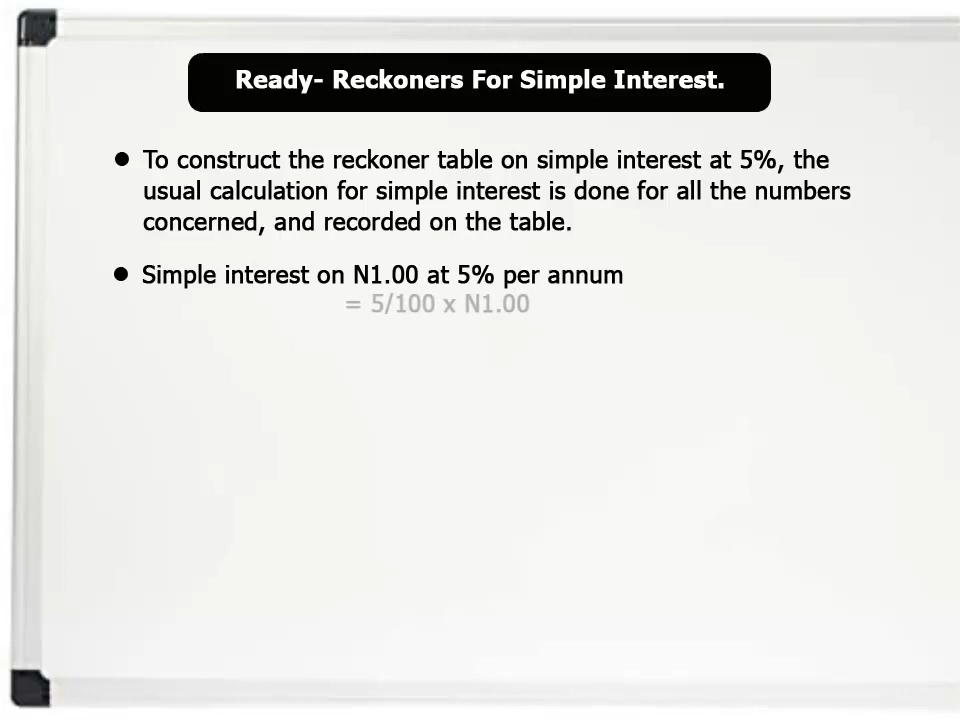 Ready- Reckoners For Simple Interest.
● To construct the reckoner table on simple interest at 5%, the
usual calculation for simple interest is done for all the numbers
concerned, and recorded on the table.
● Simple interest on N1.00 at 5% per annum
= 5/100 x N1.00